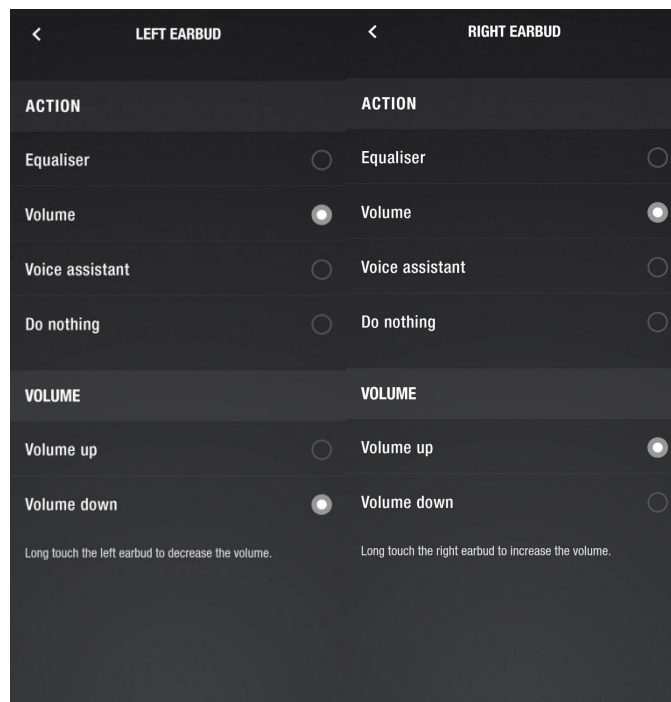 LEFT EARBUD
ACTION
Equaliser
Volume
Voice assistant
Do nothing
VOLUME
Volume up
Volume down
Long touch the left earbud to decrease the volume.
RIGHT EARBUD
ACTION
Equaliser
Volume
Voice assistant
Do nothing
VOLUME
Volume up
Volume down
Long touch the right earbud to increase the volume.